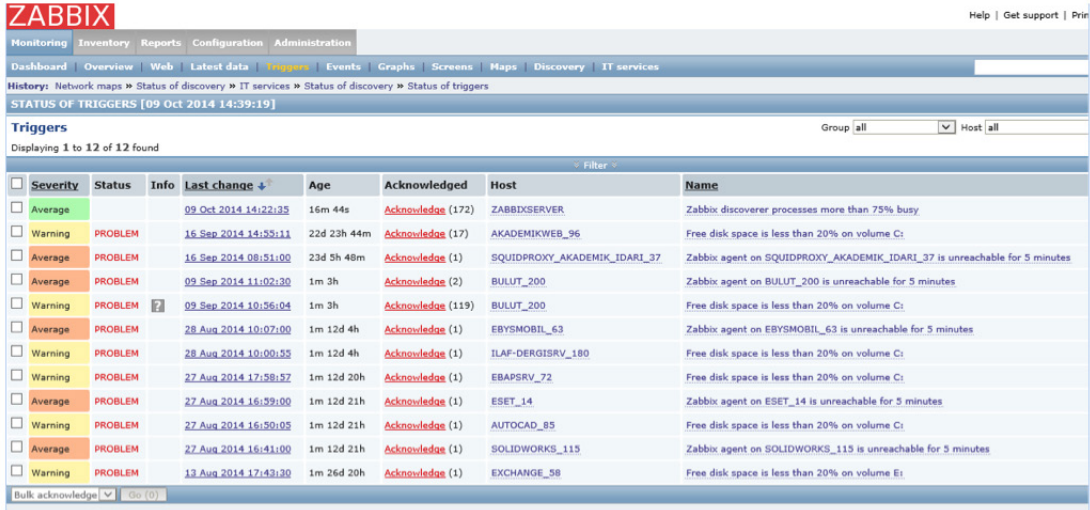 ZABBIX
Help | Get support | Prin
Monitoring Inventory Reports Configuration Administration
Dashboard | Overview | Web | Latest data | Triggers | Events | Graphs | Screens | Maps | Discovery | IT services
History: Network maps » Status of discovery » IT services » Status of discovery » Status of triggers
STATUS OF TRIGGERS [09 Oct 2014 14:39:19]
Triggers Group all Host all
Displaying 1 to 12 of 12 found
Filter
Severity Status Info Last change Age Acknowledged Host Name
Average 09 Oct 2014 14:22:35 16m 44s Acknowledge (172) ZABBIXSERVER Zabbix discoverer processes more than 75% busy
Warning PROBLEM 16 Sep 2014 14:55:11 22d 23h 44m Acknowledge (17) AKADEMIKWEB_96 Free disk space is less than 20% on volume C:
Average PROBLEM 16 Sep 2014 08:51:00 23d 5h 48m Acknowledge (1) SQUIDPROXY_AKADEMIK_IDARI_37 Zabbix agent on SQUIDPROXY_AKADEMIK_IDARI_37 is unreachable for 5 minutes
Average PROBLEM 09 Sep 2014 11:02:30 1m 3h Acknowledge (2) BULUT_200 Zabbix agent on BULUT_200 is unreachable for 5 minutes
Warning PROBLEM ? 09 Sep 2014 10:56:04 1m 3h Acknowledge (119) BULUT_200 Free disk space is less than 20% on volume C:
Average PROBLEM 28 Aug 2014 10:07:00 1m 12d 4h Acknowledge (1) EBYSMOBIL_63 Zabbix agent on EBYSMOBIL_63 is unreachable for 5 minutes
Warning PROBLEM 28 Aug 2014 10:00:55 1m 12d 4h Acknowledge (1) ILAF-DERGISRV_180 Free disk space is less than 20% on volume C:
Warning PROBLEM 27 Aug 2014 17:58:57 1m 12d 20h Acknowledge (1) EBAPSRV_72 Free disk space is less than 20% on volume C:
Average PROBLEM 27 Aug 2014 16:59:00 1m 12d 21h Acknowledge (1) ESET_14 Zabbix agent on ESET_14 is unreachable for 5 minutes
Warning PROBLEM 27 Aug 2014 16:50:05 1m 12d 21h Acknowledge (1) AUTOCAD_85 Free disk space is less than 20% on volume C:
Average PROBLEM 27 Aug 2014 16:41:00 1m 12d 21h Acknowledge (1) SOLIDWORKS_115 Zabbix agent on SOLIDWORKS_115 is unreachable for 5 minutes
Warning PROBLEM 13 Aug 2014 17:43:30 1m 26d 20h Acknowledge (1) EXCHANGE_58 Free disk space is less than 20% on volume E:
Bulk acknowledge Go (0)